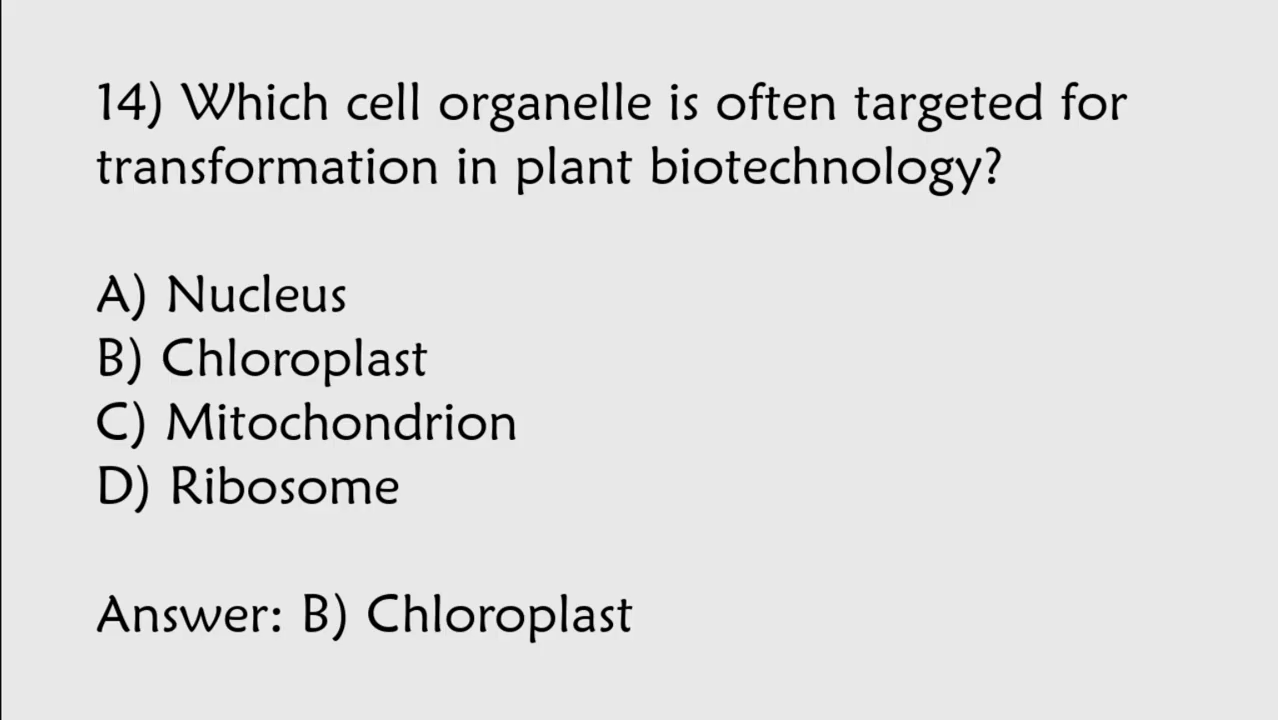 14) Which cell organelle is often targeted for
transformation in plant biotechnology?
A) Nucleus
B) Chloroplast
C) Mitochondrion
D) Ribosome
Answer: B) Chloroplast